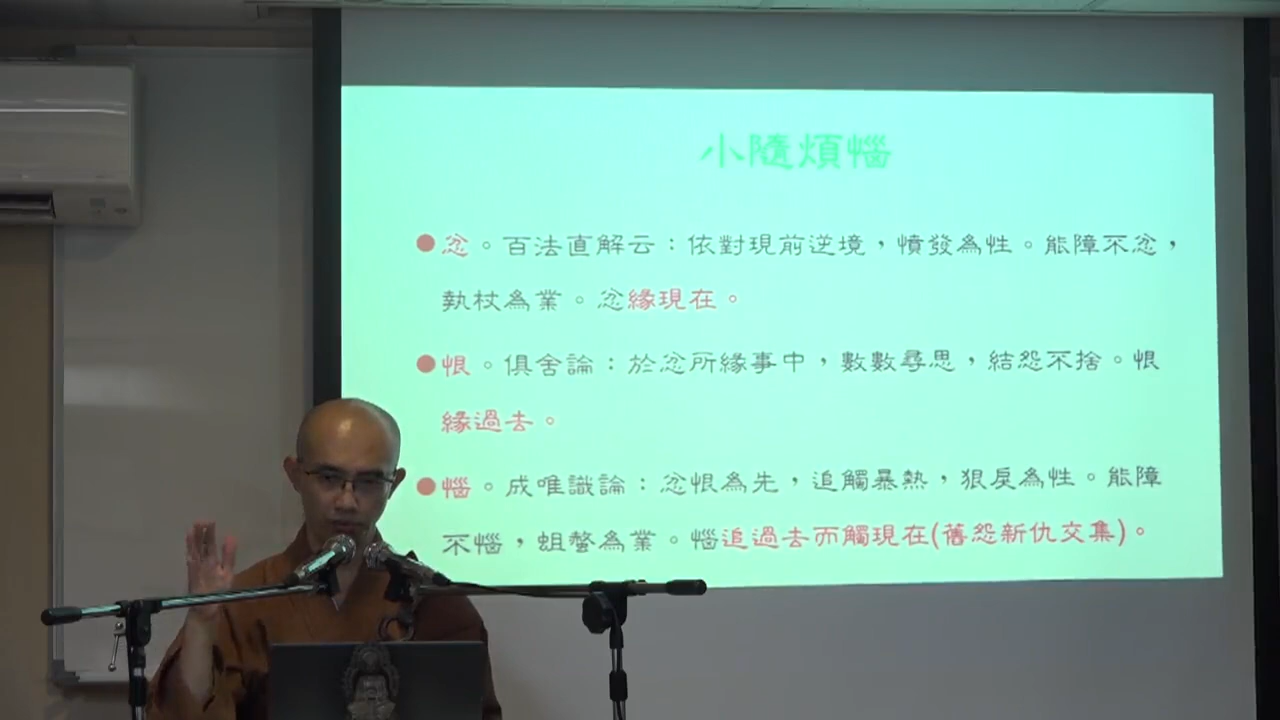 小隨煩惱
●忿。百法直解云：依對現前逆境，憤發為性。能障不忿，
執杖為業。忿緣現在。
●恨。俱舍論：於忿所緣事中，數數尋思，結怨不捨。恨
緣過去。
●惱。成唯識論：忿恨為先，追觸暴熱，狠戾為性。能障
不惱，蛆螫為業。惱追過去而觸現在(舊怨新仇交集)。